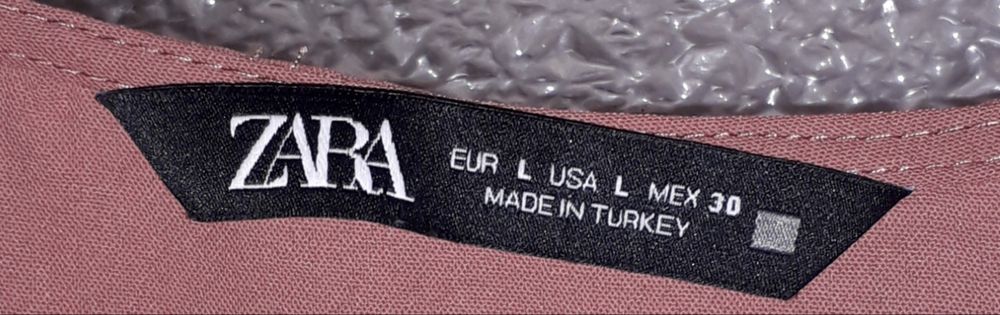 ZARA
EUR L USA L MEX 30
MADE IN TURKEY